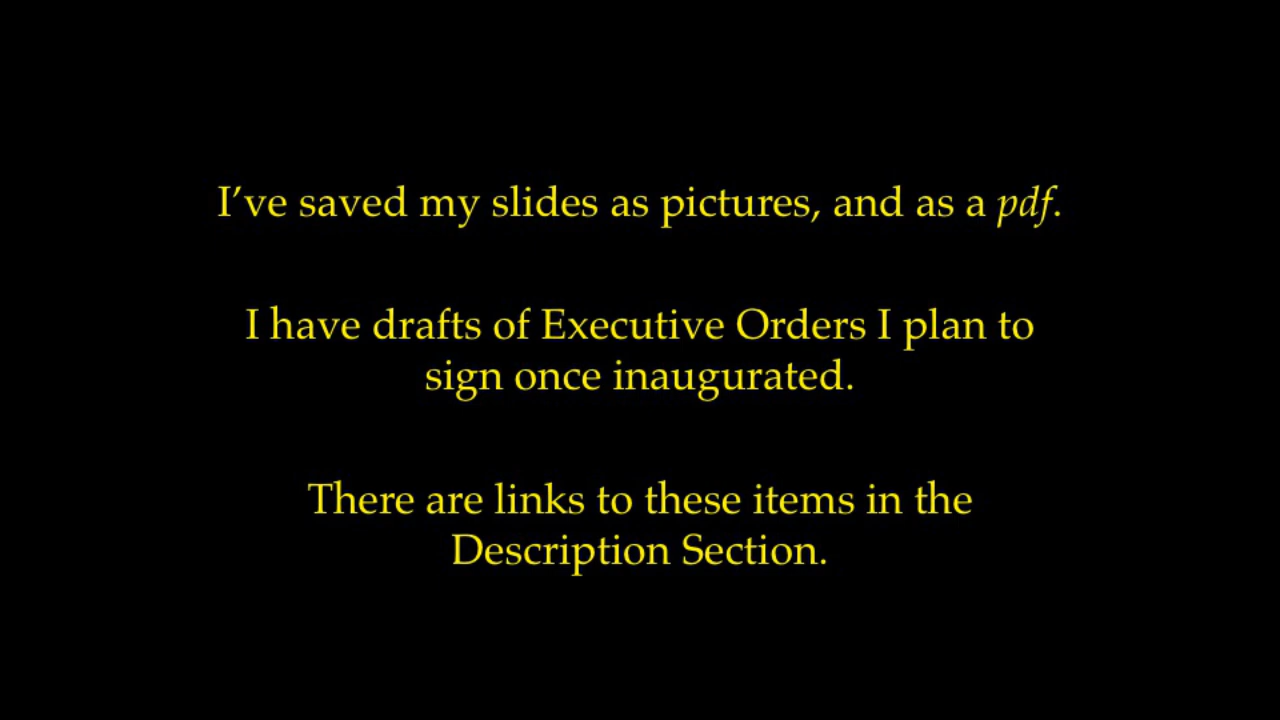 I’ve saved my slides as pictures, and as a pdf.
I have drafts of Executive Orders I plan to
sign once inaugurated.
There are links to these items in the
Description Section.